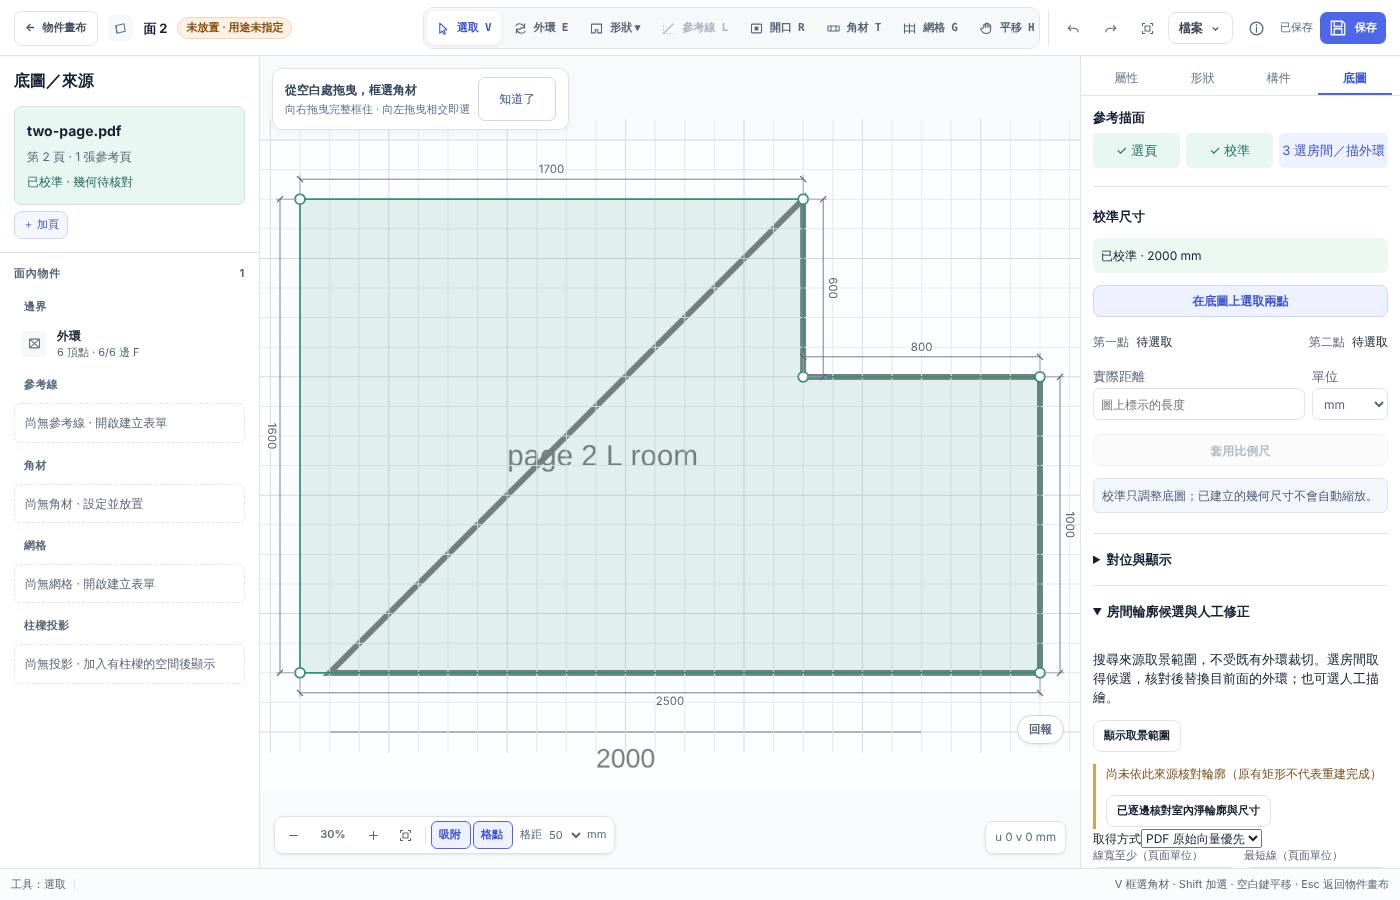 ← 物件畫布
面 2
未放置 · 用途未指定
選取 V
外環 E
形狀 ▾
參考線 L
開口 R
角材 T
網格 G
平移 H
檔案
已保存
保存
底圖／來源
two-page.pdf
第 2 頁 · 1 張參考頁
已校準 · 幾何待核對
＋ 加頁
面內物件 1
邊界
外環
6 頂點 · 6/6 邊 F
參考線
尚無參考線 · 開啟建立表單
角材
尚無角材 · 設定並放置
網格
尚無網格 · 開啟建立表單
柱樑投影
尚無投影 · 加入有柱樑的空間後顯示
從空白處拖曳，框選角材
向右拖曳完整框住 · 向左拖曳相交即選
知道了
1700
600
800
1600
page 2 L room
1000
2500
回報
2000
− 30% ＋
吸附
格點
格距 50 mm
u 0 v 0 mm
屬性
形狀
構件
底圖
參考描面
✓ 選頁
✓ 校準
3 選房間／描外環
校準尺寸
已校準 · 2000 mm
在底圖上選取兩點
第一點 待選取
第二點 待選取
實際距離
單位
圖上標示的長度
mm
套用比例尺
校準只調整底圖；已建立的幾何尺寸不會自動縮放。
▶ 對位與顯示
▼ 房間輪廓候選與人工修正
搜尋來源取景範圍，不受既有外環裁切。選房間取
得候選，核對後替換目前面的外環；也可選人工描
繪。
顯示取景範圍
尚未依此來源核對輪廓（原有矩形不代表重建完成）
已逐邊核對室內淨輪廓與尺寸
取得方式 PDF 原始向量優先
線寬至少（頁面單位）
最短線（頁面單位）
工具：選取
V 框選角材 · Shift 加選 · 空白鍵平移 · Esc 返回物件畫布